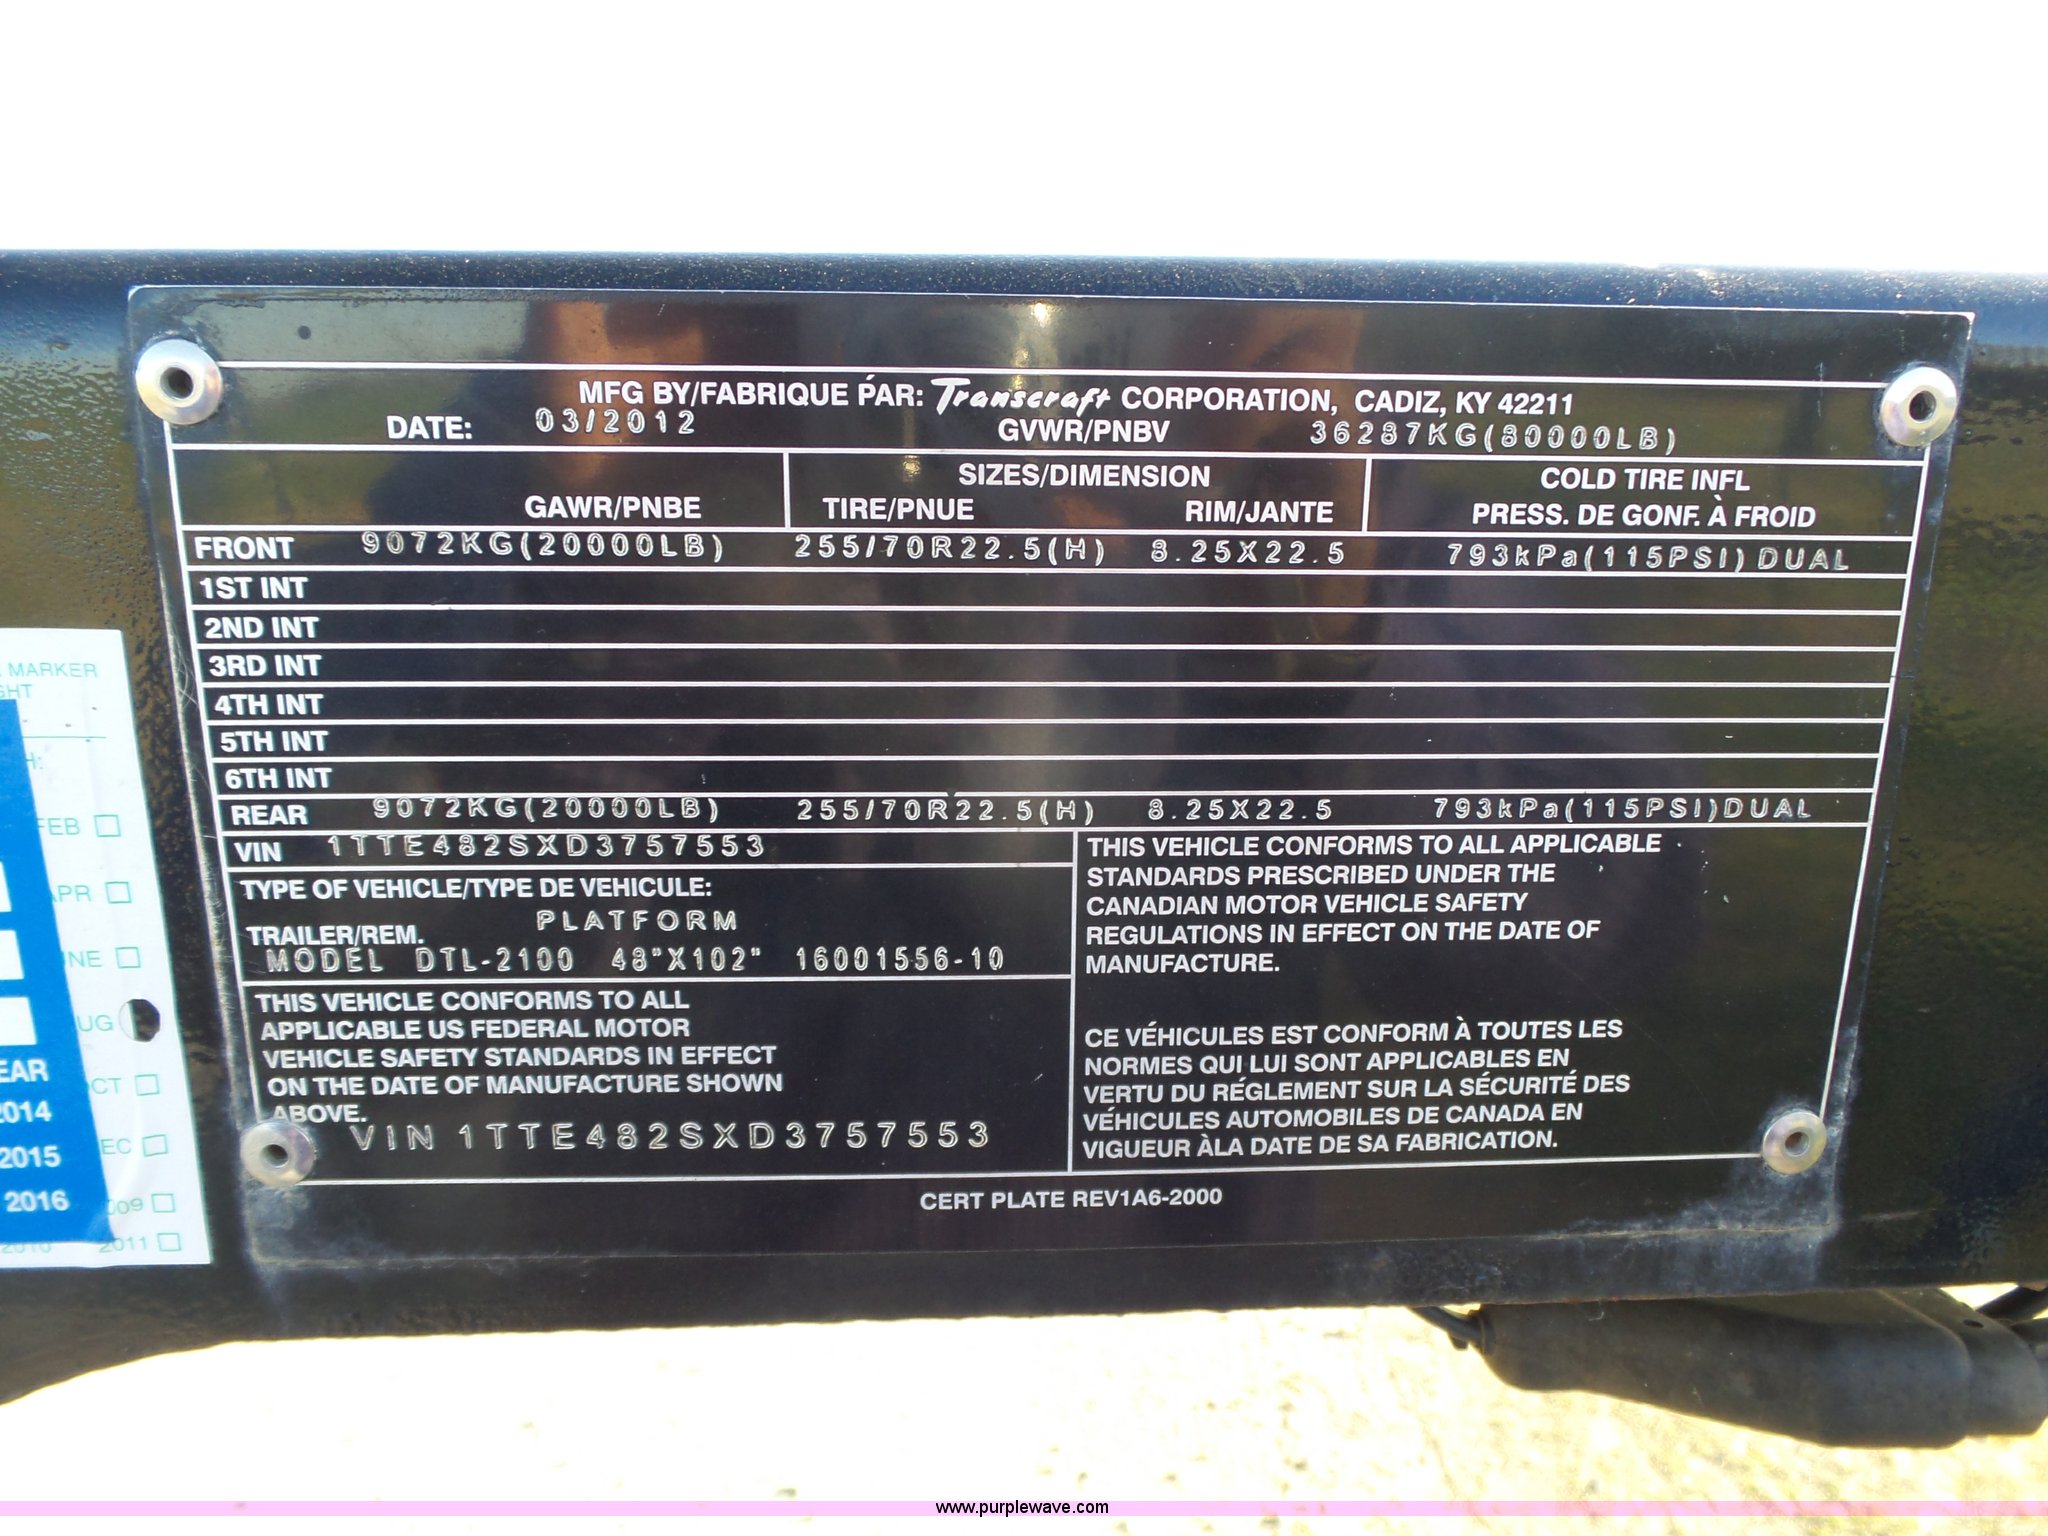 MFG BY/FABRIQUE ṔAR: Transcraft CORPORATION, CADIZ, KY 42211
DATE: 03/2012 GVWR/PNBV 36287KG(80000LB)
GAWR/PNBE SIZES/DIMENSION COLD TIRE INFL
TIRE/PNUE RIM/JANTE PRESS. DE GONF. À FROID
FRONT 9072KG(20000LB) 255/70R22.5(H) 8.25X22.5 793kPa(115PSI)DUAL
1ST INT
2ND INT
3RD INT
4TH INT
5TH INT
6TH INT
REAR 9072KG(20000LB) 255/70R22.5(H) 8.25X22.5 793kPa(115PSI)DUAL
VIN 1TTE482SXD3757553
TYPE OF VEHICLE/TYPE DE VEHICULE:
TRAILER/REM. PLATFORM
MODEL DTL-2100 48"X102" 16001556-10
THIS VEHICLE CONFORMS TO ALL
APPLICABLE US FEDERAL MOTOR
VEHICLE SAFETY STANDARDS IN EFFECT
ON THE DATE OF MANUFACTURE SHOWN
ABOVE.
VIN 1TTE482SXD3757553
THIS VEHICLE CONFORMS TO ALL APPLICABLE
STANDARDS PRESCRIBED UNDER THE
CANADIAN MOTOR VEHICLE SAFETY
REGULATIONS IN EFFECT ON THE DATE OF
MANUFACTURE.
CE VÉHICULES EST CONFORM À TOUTES LES
NORMES QUI LUI SONT APPLICABLES EN
VERTU DU RÉGLEMENT SUR LA SÉCURITÉ DES
VÉHICULES AUTOMOBILES DE CANADA EN
VIGUEUR ÀLA DATE DE SA FABRICATION.
CERT PLATE REV1A6-2000
MARKER
GHT
H:
FEB
APR
UNE
UG
CT
EC
EAR
2014
2015
2016
009
2010 2011
www.purplewave.com